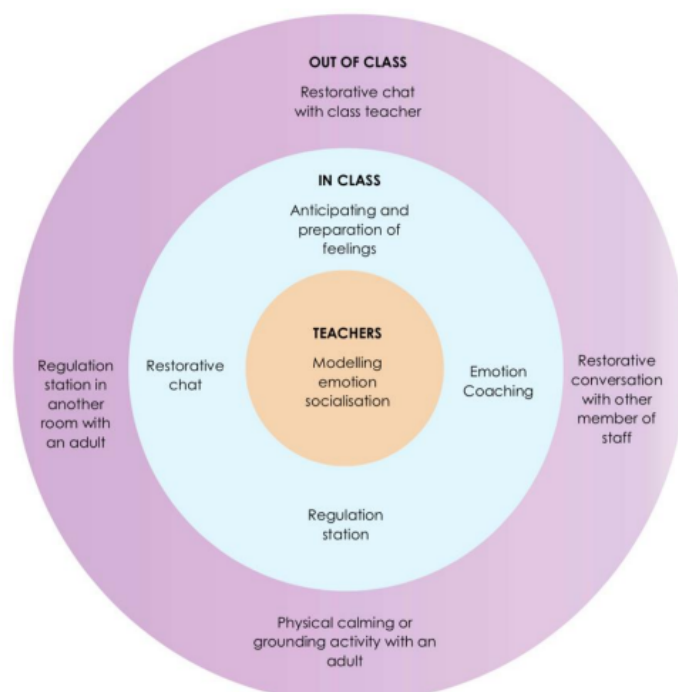 OUT OF CLASS
Restorative chat
with class teacher
IN CLASS
Anticipating and
preparation of
feelings
TEACHERS
Modelling
emotion
socialisation
Regulation
station in
another
room with
an adult
Restorative
chat
Emotion
Coaching
Restorative
conversation
with other
member of
staff
Regulation
station
Physical calming or
grounding activity with an
adult